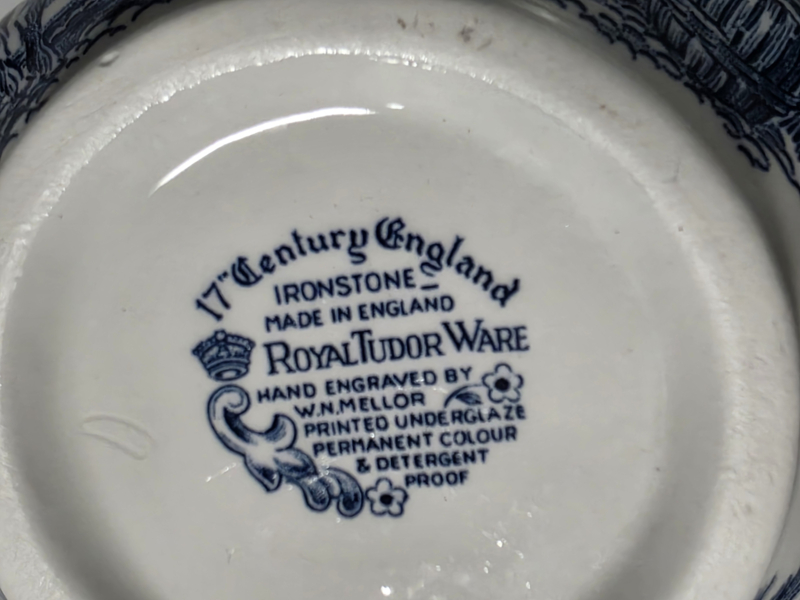 17th Century England
IRONSTONE
MADE IN ENGLAND
ROYAL TUDOR WARE
HAND ENGRAVED BY
W.N.MELLOR
PRINTED UNDERGLAZE
PERMANENT COLOUR
& DETERGENT
PROOF